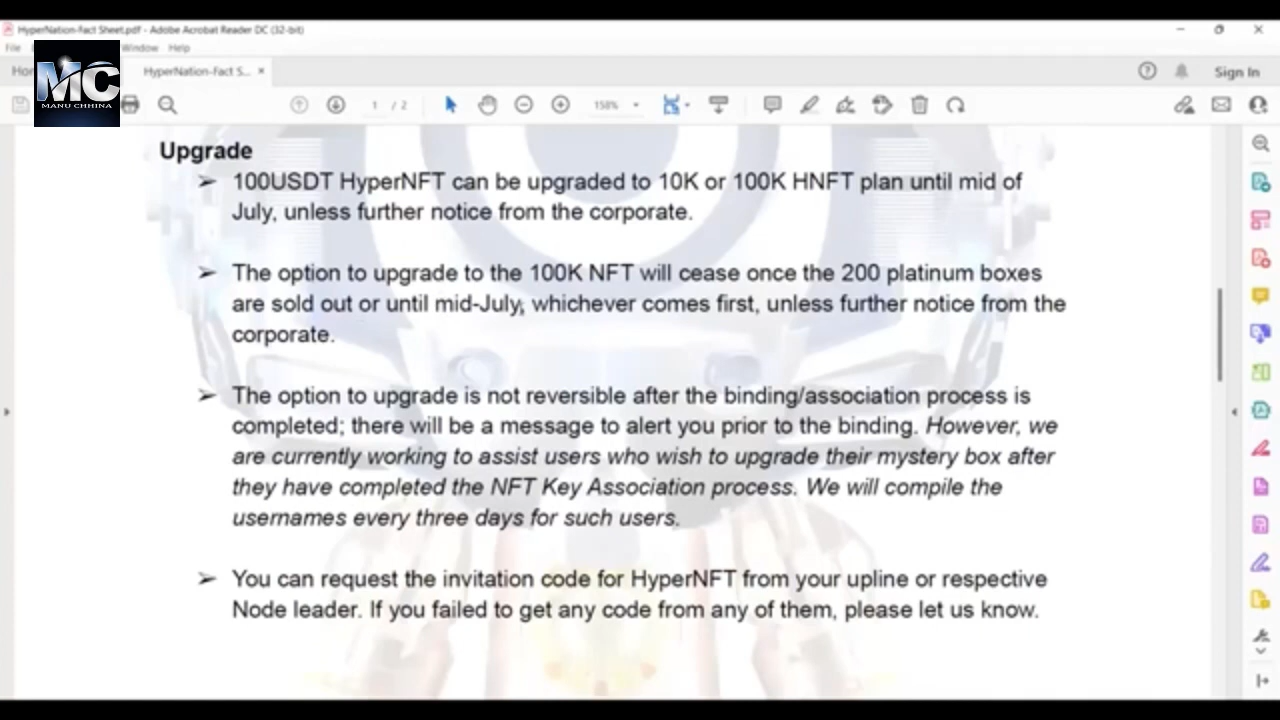 HyperNation-Fact Sheet.pdf - Adobe Acrobat Reader DC (32-bit)
File
Window Help
MC
MANU CHHINA
HyperNation-Fact S... ×
Sign In
1 / 2
158%
Upgrade
➢ 100USDT HyperNFT can be upgraded to 10K or 100K HNFT plan until mid of
July, unless further notice from the corporate.
➢ The option to upgrade to the 100K NFT will cease once the 200 platinum boxes
are sold out or until mid-July, whichever comes first, unless further notice from the
corporate.
➢ The option to upgrade is not reversible after the binding/association process is
completed; there will be a message to alert you prior to the binding. However, we
are currently working to assist users who wish to upgrade their mystery box after
they have completed the NFT Key Association process. We will compile the
usernames every three days for such users.
➢ You can request the invitation code for HyperNFT from your upline or respective
Node leader. If you failed to get any code from any of them, please let us know.